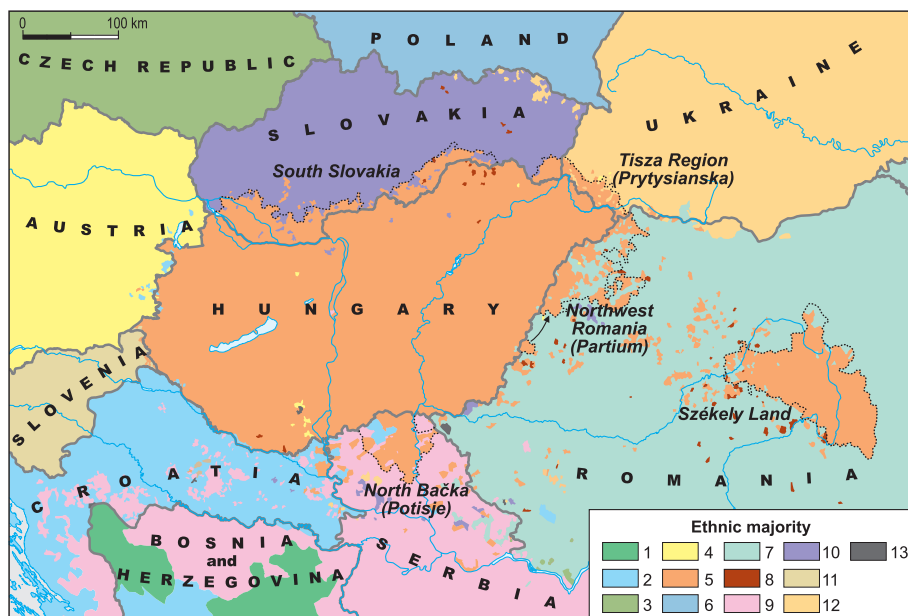 0 100 km
POLAND
CZECH REPUBLIC
UKRAINE
SLOVAKIA
South Slovakia
Tisza Region
(Prytysianska)
AUSTRIA
HUNGARY
Northwest
Romania
(Partium)
SLOVENIA
Székely Land
CROATIA
ROMANIA
North Bačka
(Potisje)
BOSNIA
and
HERZEGOVINA
SERBIA
Ethnic majority
1 4 7 10 13
2 5 8 11
3 6 9 12